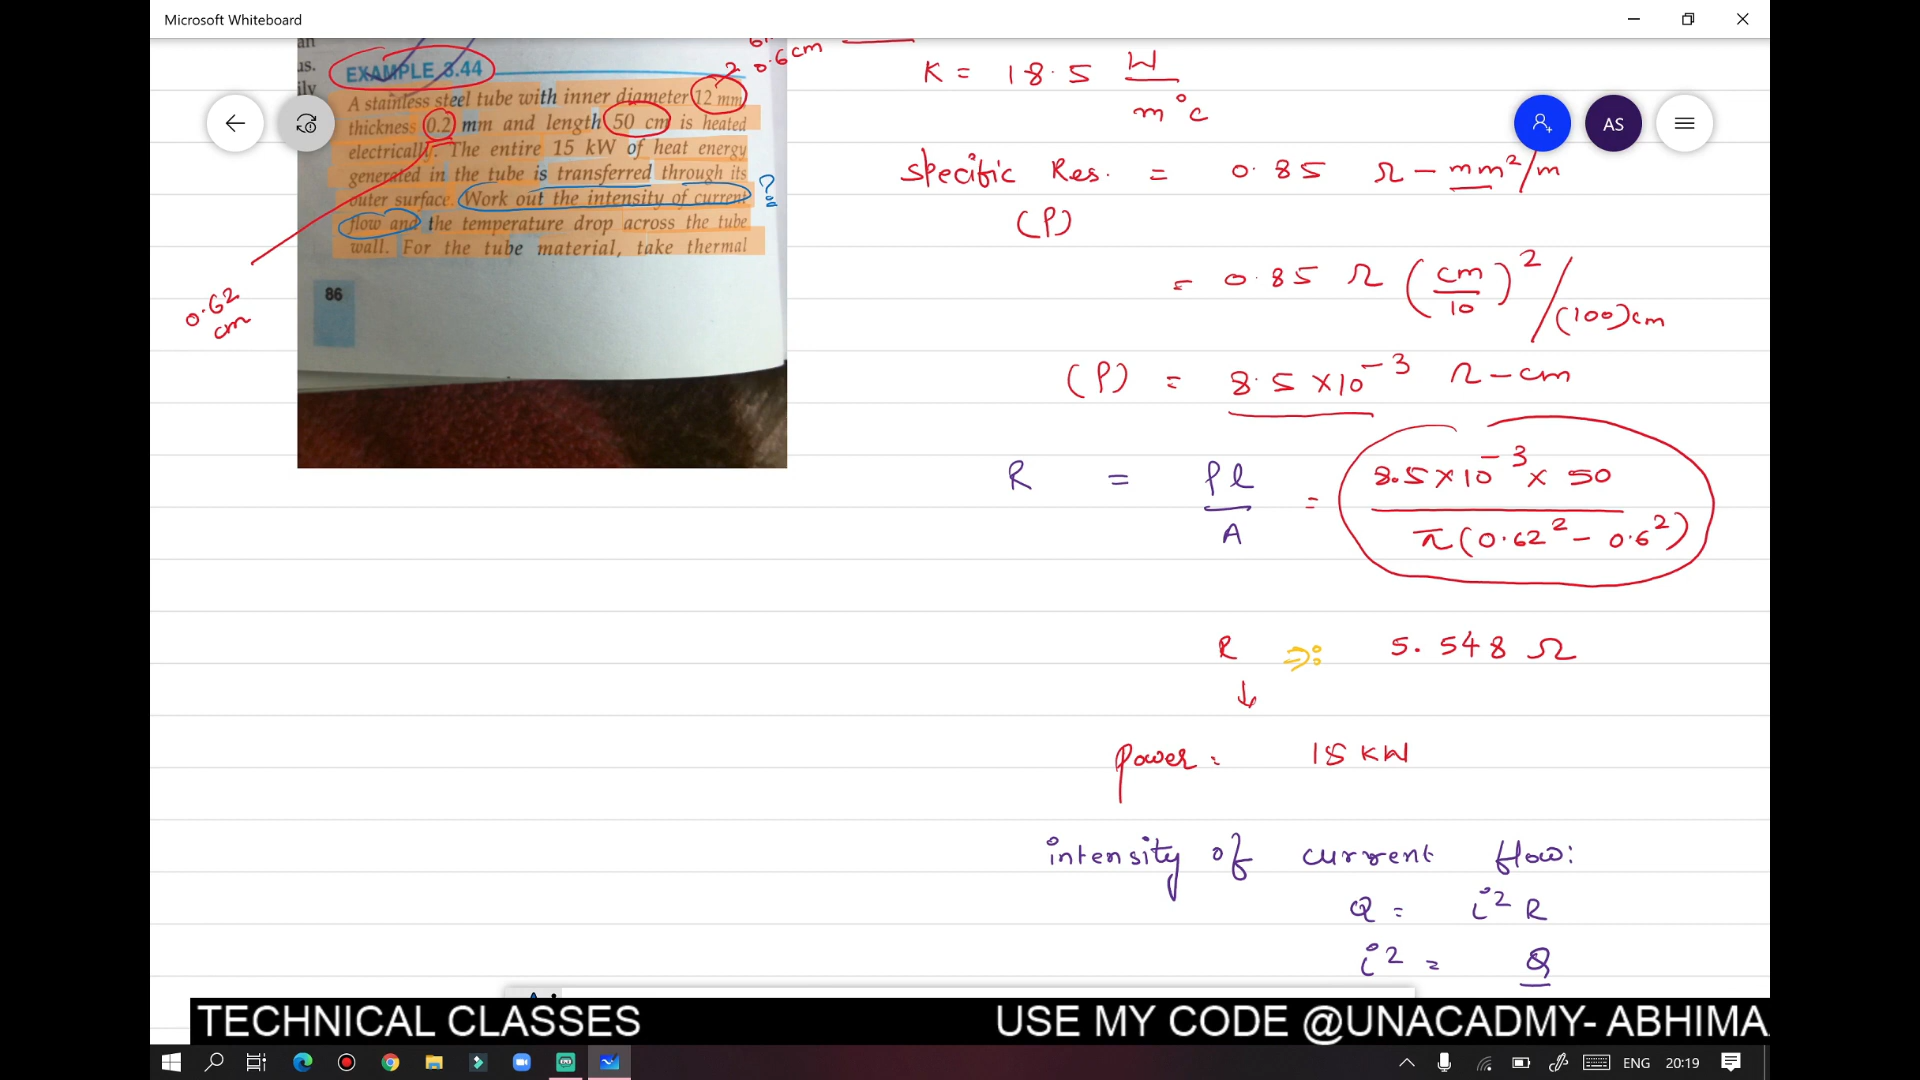 Microsoft Whiteboard
an
us.
ily
EXAMPLE 3.44
A stainless steel tube with inner diameter 12 mm,
thickness 0.2 mm and length 50 cm is heated
electrically. The entire 15 kW of heat energy
generated in the tube is transferred through its
outer surface. Work out the intensity of current
flow and the temperature drop across the tube
wall. For the tube material, take thermal
86
2
0.6cm
0.62
cm
K = 18.5 W
m°c
AS
Specific Res. = 0.85 Ω - mm²/m
(ρ)
= 0.85 Ω (cm/10)²/(100)cm
(ρ) = 8.5 ×10⁻³ Ω-cm
R = ρl/A = 8.5×10⁻³× 50
π(0.62² - 0.6²)
R ⇒: 5.548 Ω
↓
power = 15 KW
intensity of current flow:
Q = i² R
i² = Q
TECHNICAL CLASSES
USE MY CODE @UNACADMY- ABHIMA
ENG
20:19